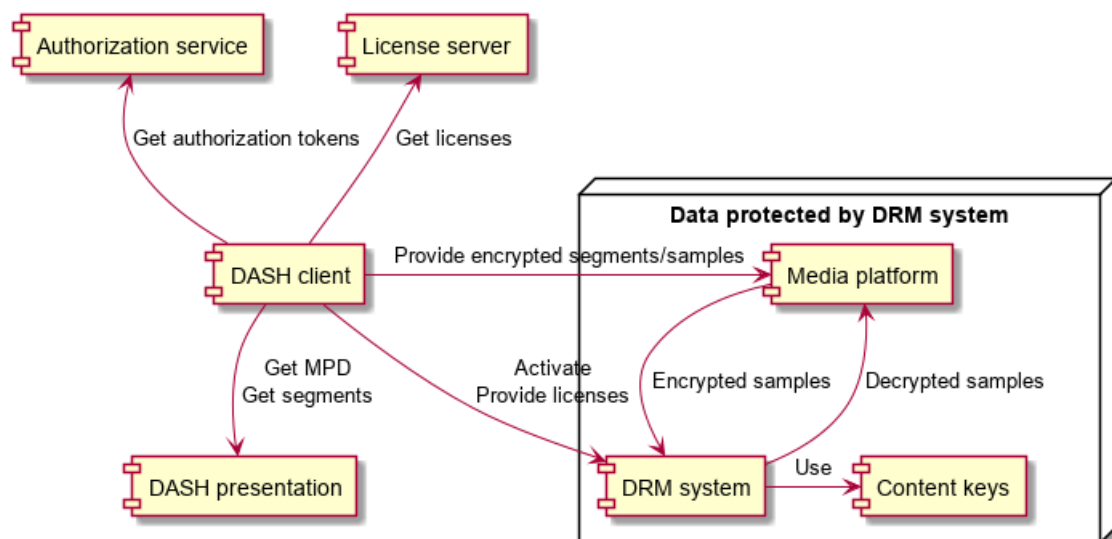 Authorization service
License server
Get authorization tokens
Get licenses
Data protected by DRM system
DASH client
Provide encrypted segments/samples
Media platform
Get MPD
Get segments
Activate
Provide licenses
Encrypted samples
Decrypted samples
DASH presentation
DRM system
Use
Content keys